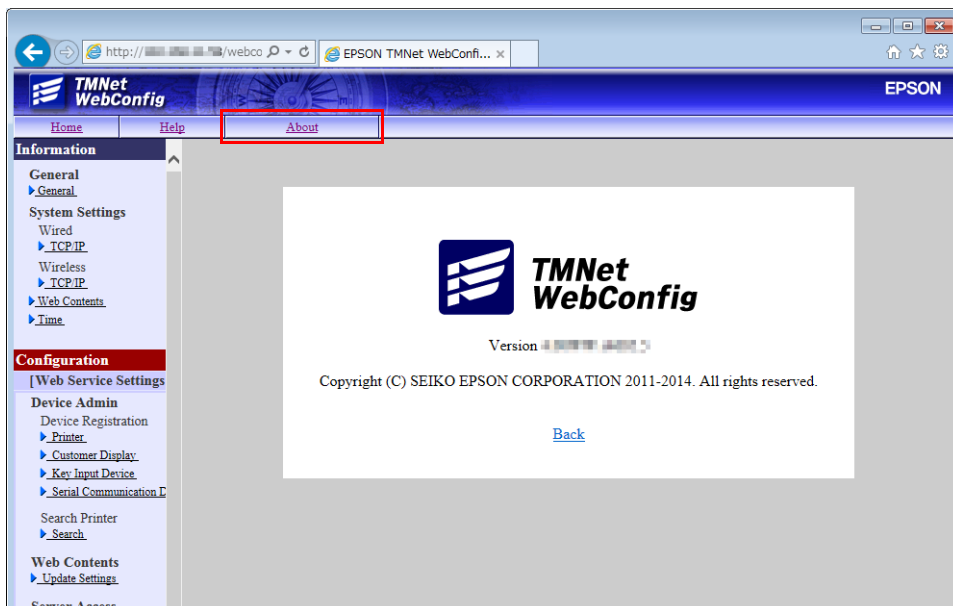 http://
/webco
EPSON TMNet WebConfi...
TMNet
WebConfig
EPSON
Home
Help
About
Information
General
General
System Settings
Wired
TCP/IP
Wireless
TCP/IP
Web Contents
Time
Configuration
[Web Service Settings
Device Admin
Device Registration
Printer
Customer Display
Key Input Device
Serial Communication D
Search Printer
Search
Web Contents
Update Settings
Server Access
TMNet
WebConfig
Version
Copyright (C) SEIKO EPSON CORPORATION 2011-2014. All rights reserved.
Back